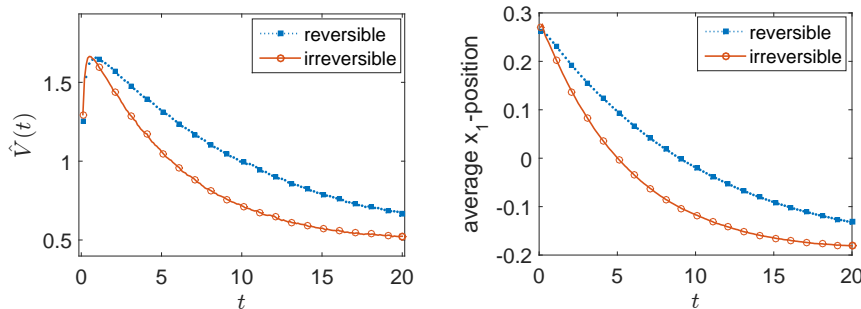 reversible
irreversible
1.5
1
0.5
V̂(t)
0
5
10
15
20
t
reversible
irreversible
0.3
0.2
0.1
0
-0.1
-0.2
average x₁-position
0
5
10
15
20
t